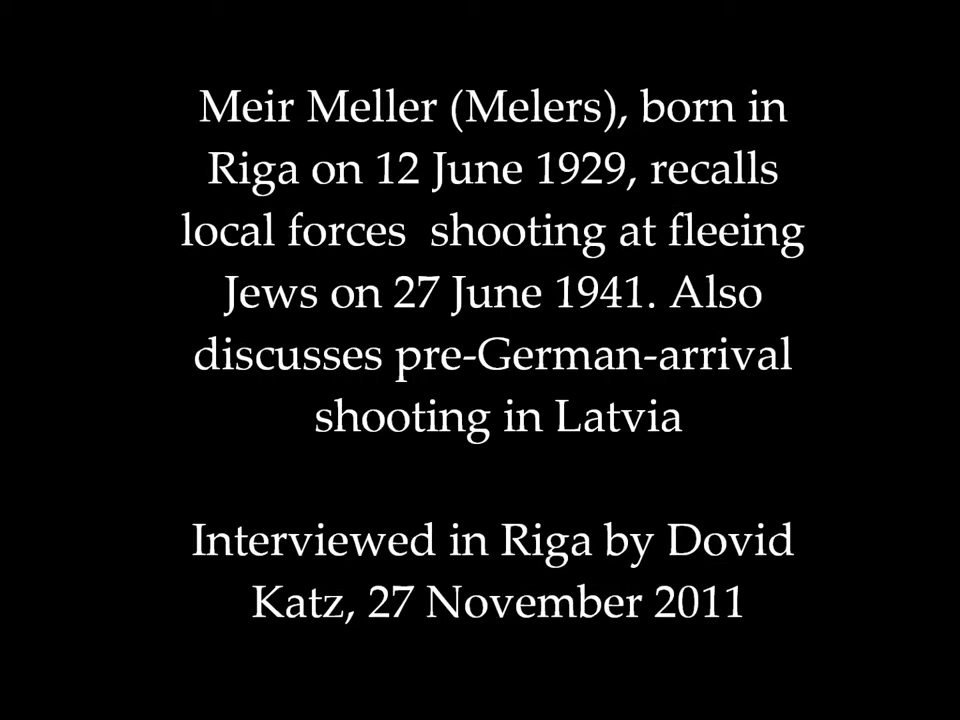 Meir Meller (Melers), born in
Riga on 12 June 1929, recalls
local forces  shooting at fleeing
Jews on 27 June 1941. Also
discusses pre-German-arrival
shooting in Latvia
Interviewed in Riga by Dovid
Katz, 27 November 2011